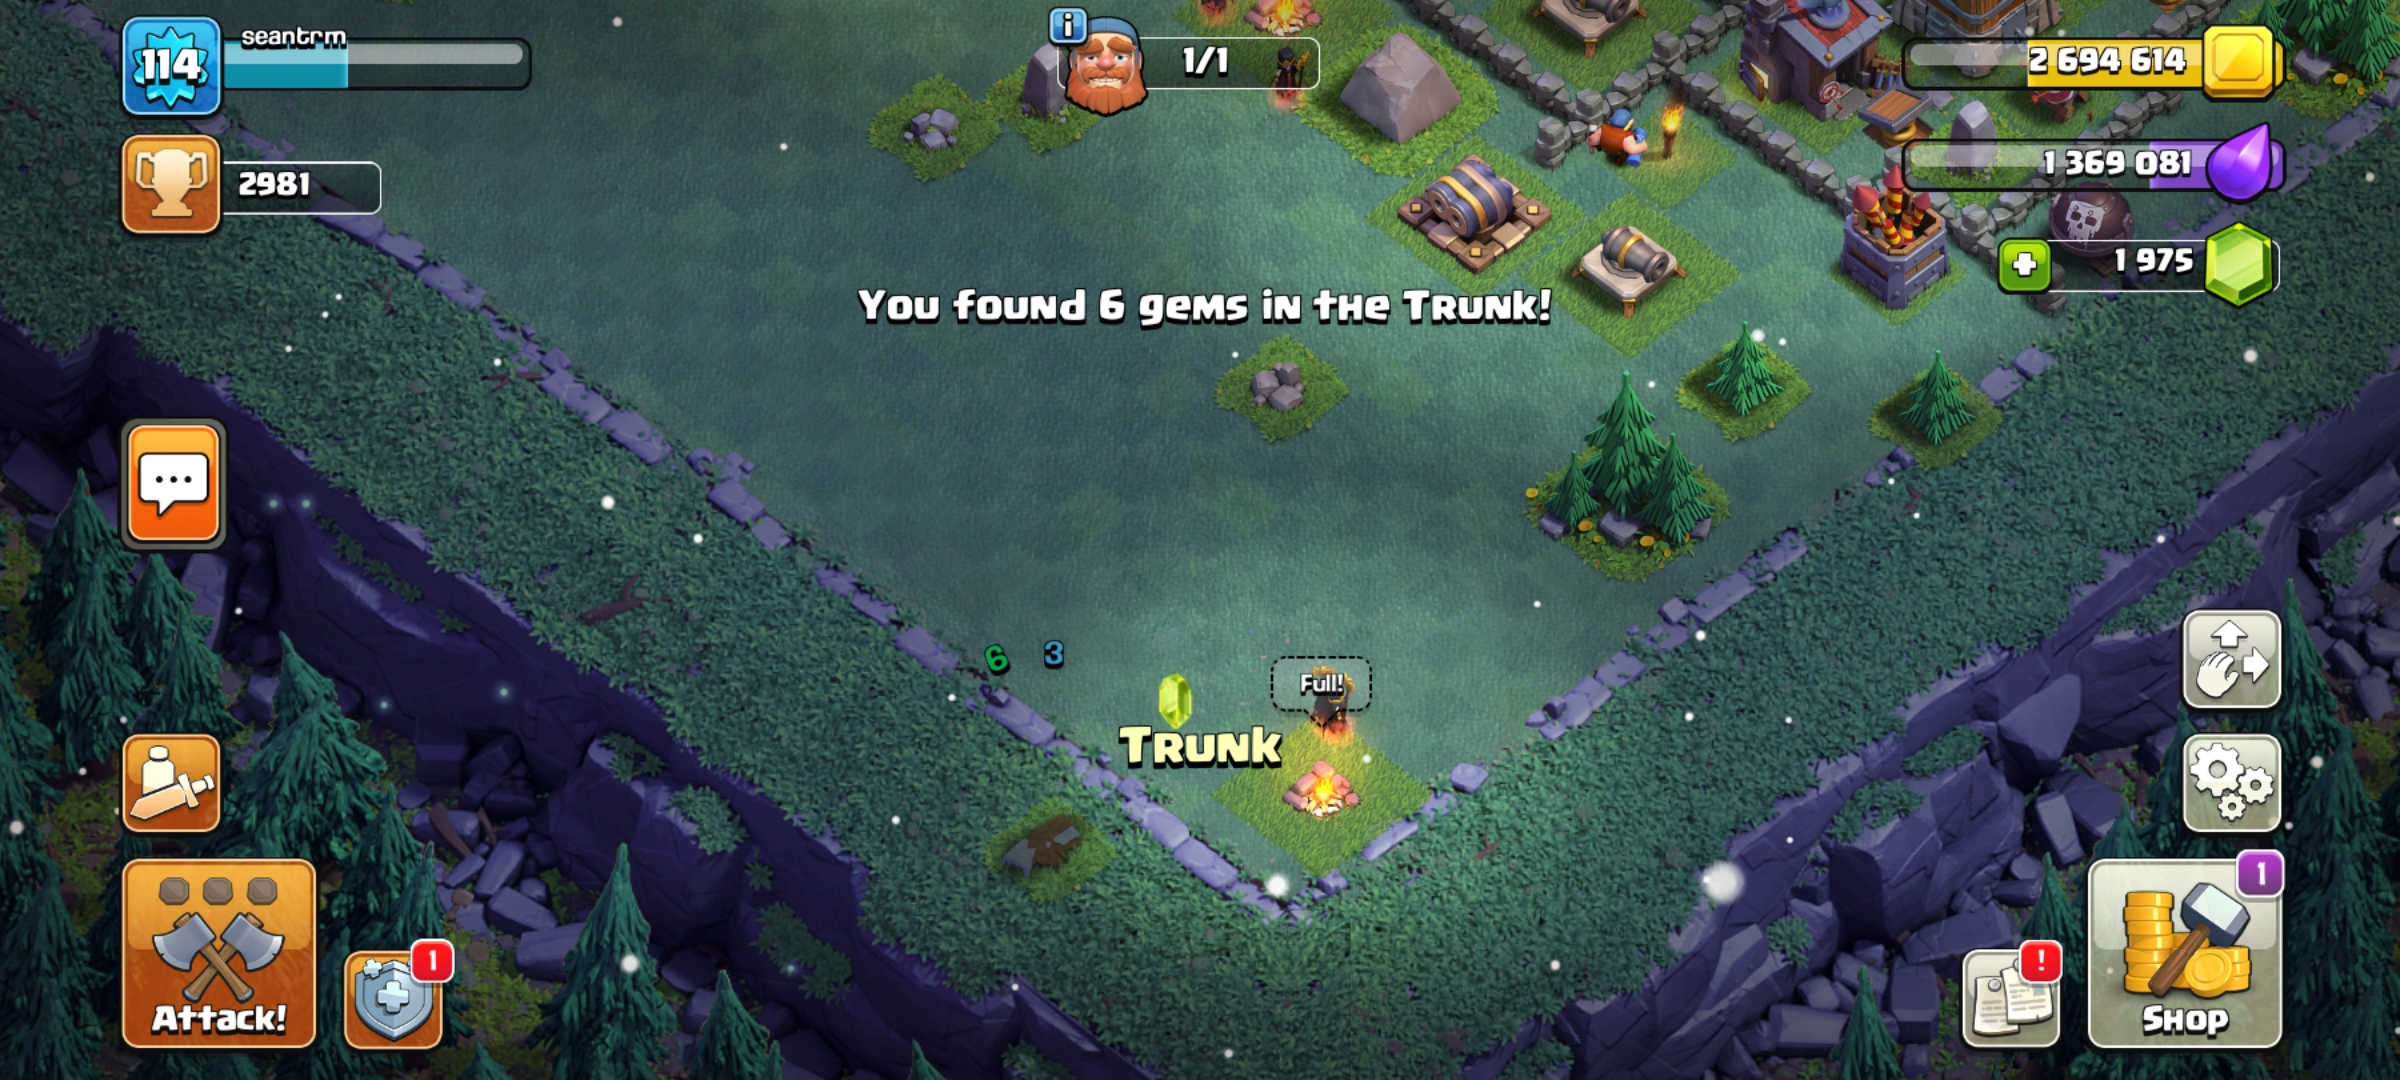 114
seantrm
1/1
2 694 614
2981
1 369 081
1 975
You found 6 gems in the Trunk!
6 3
Full!
Trunk
1
1
!
Attack!
Shop